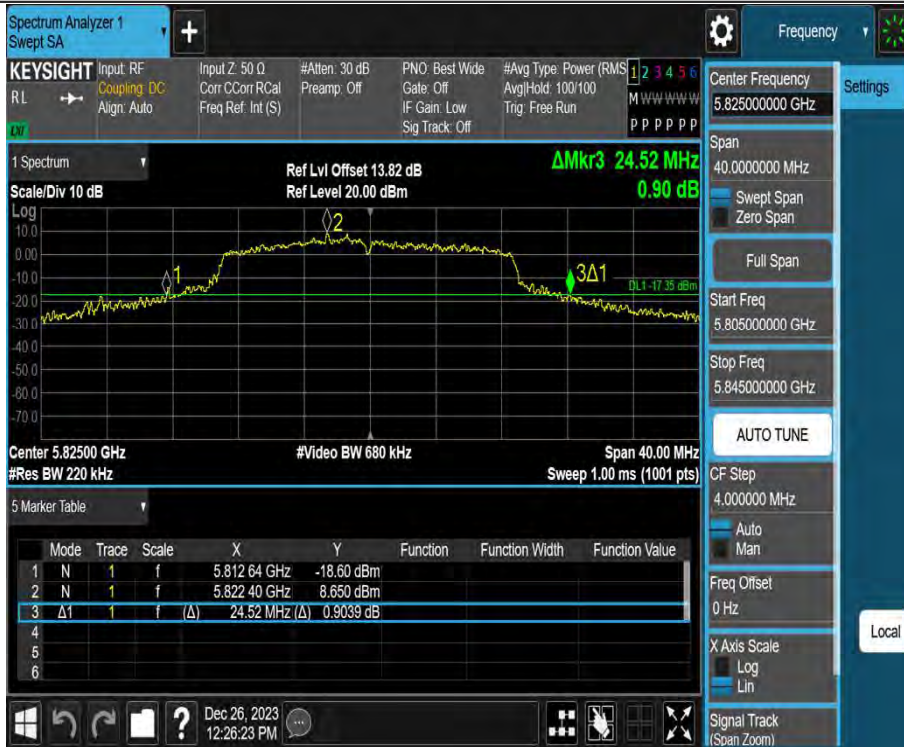 Spectrum Analyzer 1
Swept SA
+
Frequency
KEYSIGHT
RL
Input: RF
Coupling: DC
Align: Auto
Input Z: 50 Ω
Corr CCorr RCal
Freq Ref: Int (S)
#Atten: 30 dB
Preamp: Off
PNO: Best Wide
Gate: Off
IF Gain: Low
Sig Track: Off
#Avg Type: Power (RMS
Avg|Hold: 100/100
Trig: Free Run
1 2 3 4 5 6
M W W W W W
P P P P P P
1 Spectrum
Scale/Div 10 dB
Ref Lvl Offset 13.82 dB
Ref Level 20.00 dBm
ΔMkr3 24.52 MHz
0.90 dB
Log
10.0
0.00
-10.0
-20.0
-30.0
-40.0
-50.0
-60.0
-70.0
1
2
3Δ1
DL1 -17.35 dBm
Center 5.82500 GHz
#Video BW 680 kHz
Span 40.00 MHz
#Res BW 220 kHz
Sweep 1.00 ms (1001 pts)
5 Marker Table
Mode Trace Scale X Y Function Function Width Function Value
1 N 1 f 5.812 64 GHz -18.60 dBm
2 N 1 f 5.822 40 GHz 8.650 dBm
3 Δ1 1 f (Δ) 24.52 MHz (Δ) 0.9039 dB
4
5
6
?
Dec 26, 2023
12:26:23 PM
Center Frequency
5.825000000 GHz
Settings
Span
40.0000000 MHz
Swept Span
Zero Span
Full Span
Start Freq
5.805000000 GHz
Stop Freq
5.845000000 GHz
AUTO TUNE
CF Step
4.000000 MHz
Auto
Man
Freq Offset
0 Hz
Local
X Axis Scale
Log
Lin
Signal Track
(Span Zoom)